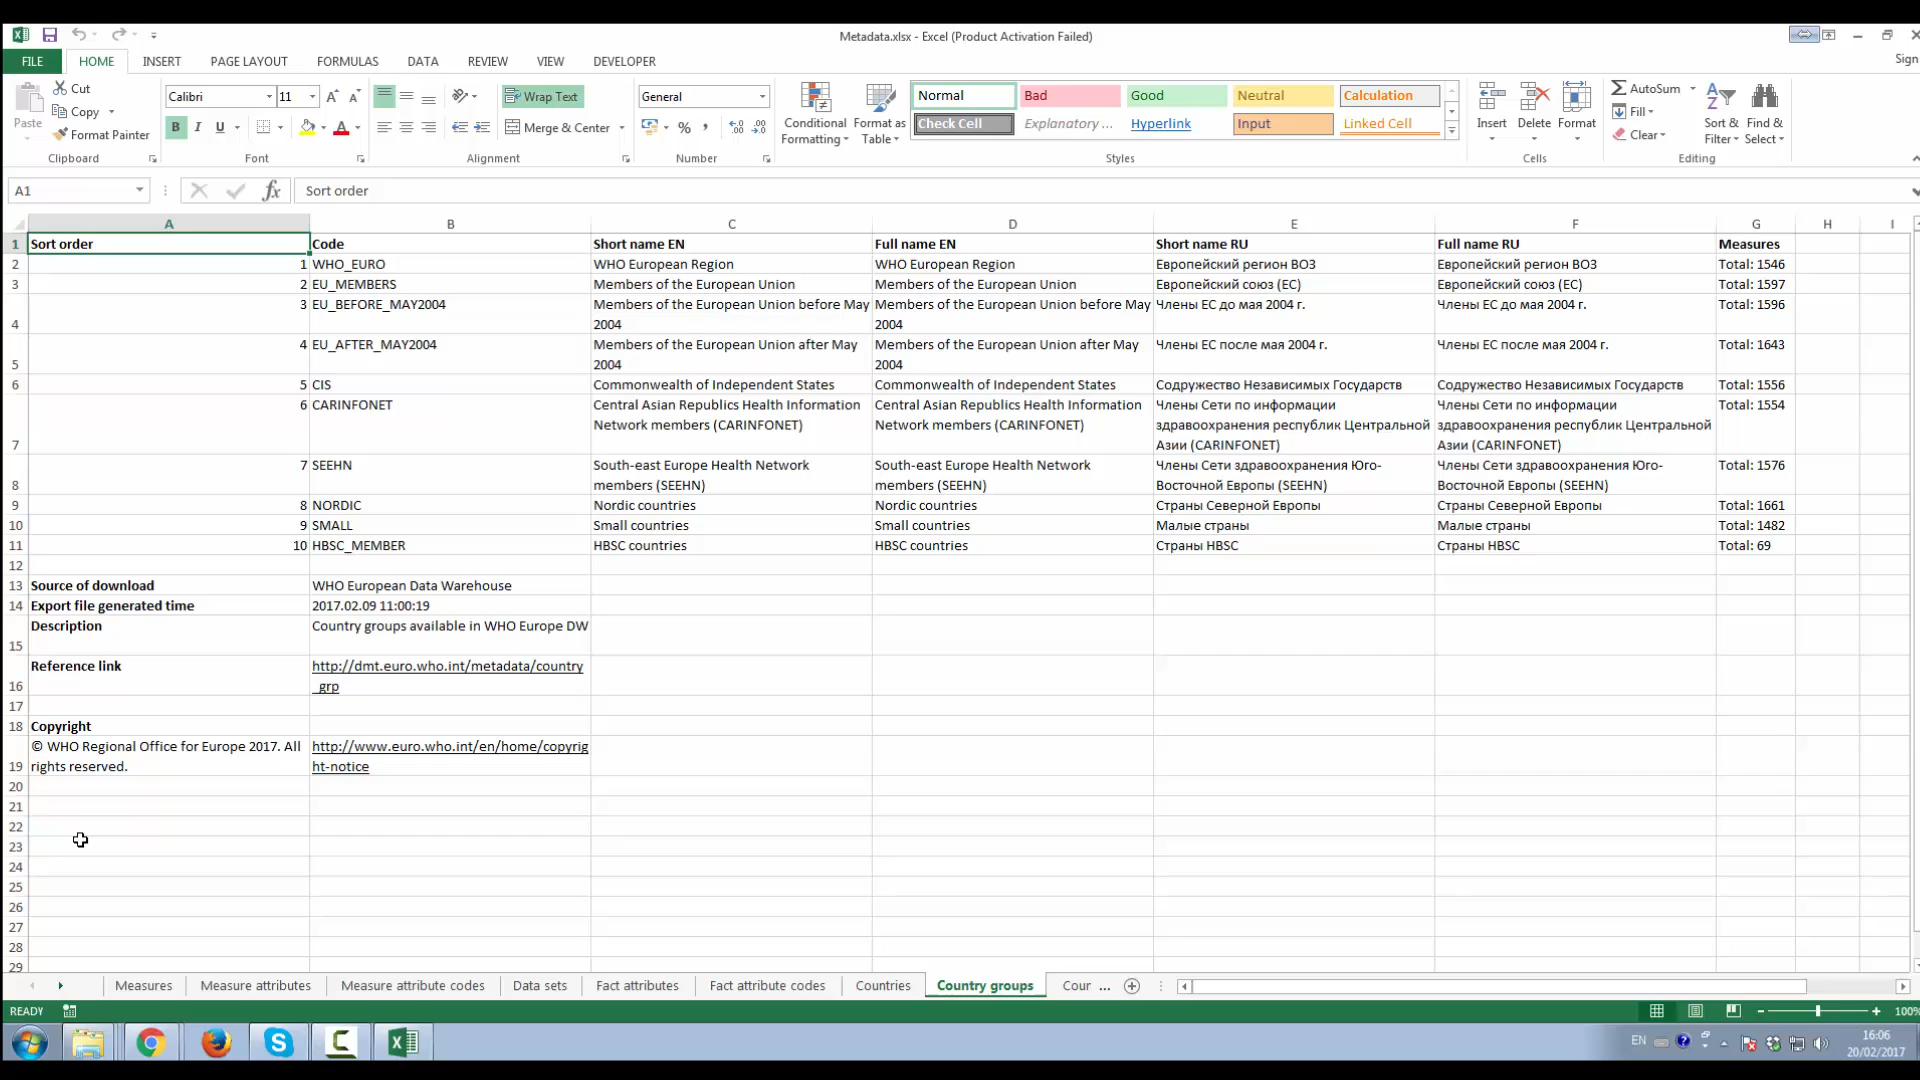 Metadata.xlsx - Excel (Product Activation Failed)
FILE HOME INSERT PAGE LAYOUT FORMULAS DATA REVIEW VIEW DEVELOPER Sign
Paste
Cut
Copy
Format Painter
Clipboard
Calibri 11
B I U
Font
Wrap Text
Merge & Center
Alignment
General
Number
Conditional Formatting
Format as Table
Normal Bad Good Neutral Calculation
Check Cell Explanatory ... Hyperlink Input Linked Cell
Styles
Insert Delete Format
Cells
AutoSum
Fill
Clear
Sort & Filter
Find & Select
Editing
A1 fx Sort order
A B C D E F G H I
1 Sort order Code Short name EN Full name EN Short name RU Full name RU Measures
2 1 WHO_EURO WHO European Region WHO European Region Европейский регион ВОЗ Европейский регион ВОЗ Total: 1546
3 2 EU_MEMBERS Members of the European Union Members of the European Union Европейский союз (ЕС) Европейский союз (ЕС) Total: 1597
3 EU_BEFORE_MAY2004 Members of the European Union before May Members of the European Union before May Члены ЕС до мая 2004 г. Члены ЕС до мая 2004 г. Total: 1596
4 2004 2004
4 EU_AFTER_MAY2004 Members of the European Union after May Members of the European Union after May Члены ЕС после мая 2004 г. Члены ЕС после мая 2004 г. Total: 1643
5 2004 2004
6 5 CIS Commonwealth of Independent States Commonwealth of Independent States Содружество Независимых Государств Содружество Независимых Государств Total: 1556
6 CARINFONET Central Asian Republics Health Information Central Asian Republics Health Information Члены Сети по информации Члены Сети по информации Total: 1554
Network members (CARINFONET) Network members (CARINFONET) здравоохранения республик Центральной здравоохранения республик Центральной
7 Азии (CARINFONET) Азии (CARINFONET)
7 SEEHN South-east Europe Health Network South-east Europe Health Network Члены Сети здравоохранения Юго- Члены Сети здравоохранения Юго- Total: 1576
8 members (SEEHN) members (SEEHN) Восточной Европы (SEEHN) Восточной Европы (SEEHN)
9 8 NORDIC Nordic countries Nordic countries Страны Северной Европы Страны Северной Европы Total: 1661
10 9 SMALL Small countries Small countries Малые страны Малые страны Total: 1482
11 10 HBSC_MEMBER HBSC countries HBSC countries Страны HBSC Страны HBSC Total: 69
12
13 Source of download WHO European Data Warehouse
14 Export file generated time 2017.02.09 11:00:19
Description Country groups available in WHO Europe DW
15
Reference link http://dmt.euro.who.int/metadata/country
16 _grp
17
18 Copyright
© WHO Regional Office for Europe 2017. All http://www.euro.who.int/en/home/copyrig
19 rights reserved. ht-notice
20
21
22
23
24
25
26
27
28
29
Measures Measure attributes Measure attribute codes Data sets Fact attributes Fact attribute codes Countries Country groups Cour ...
READY 100%
EN 16:06
20/02/2017